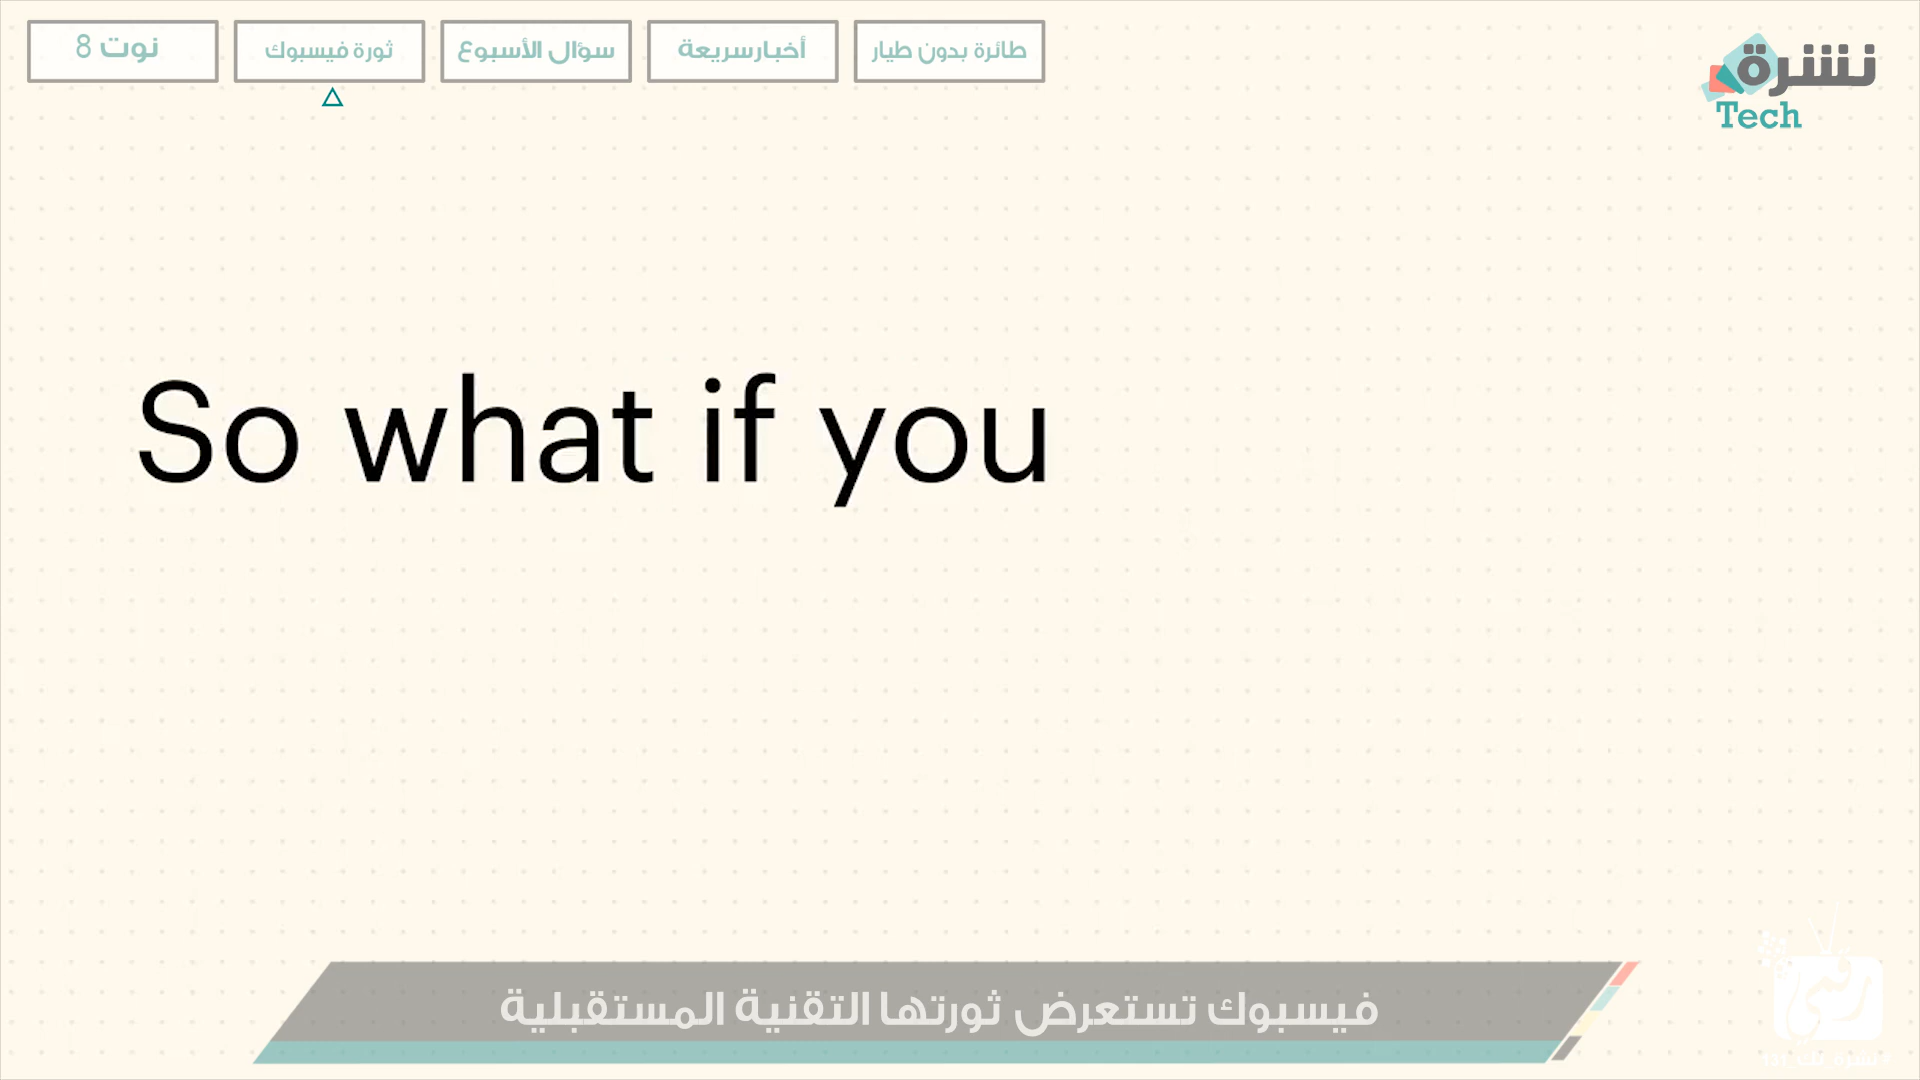 نوت 8
ثورة فيسبوك
سؤال الأسبوع
أخبارسريعة
طائرة بدون طيار
نشرة
Tech
So what if you
فيسبوك تستعرض ثورتها التقنية المستقبلية